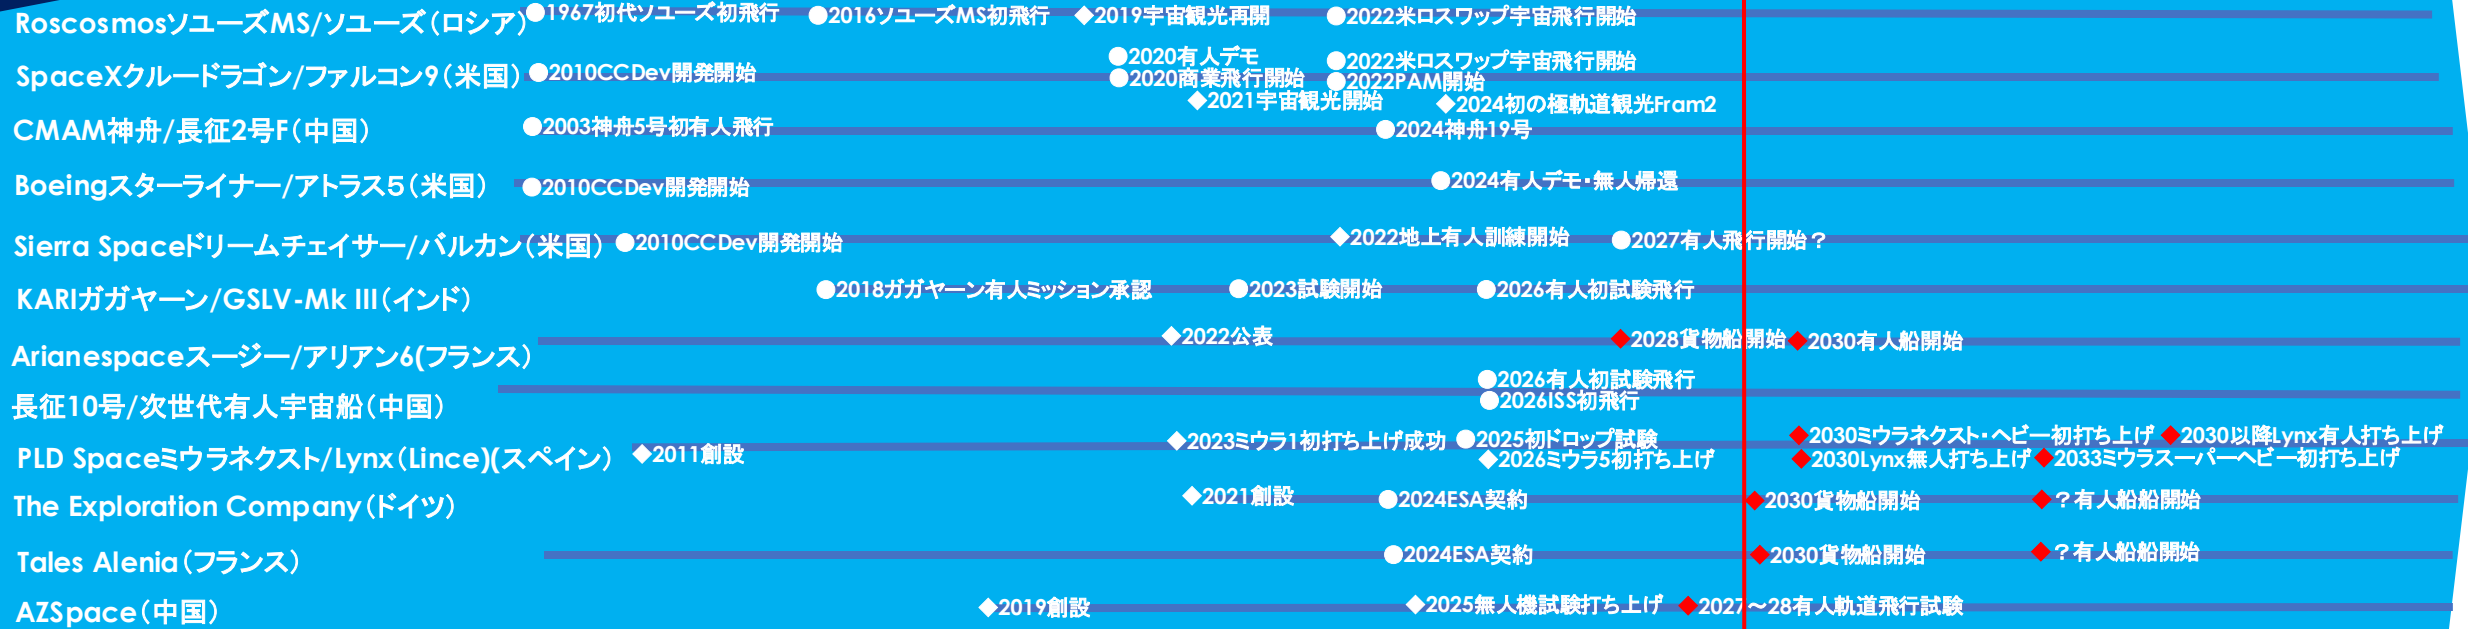 RoscosmosソユーズMS/ソユーズ（ロシア） ●1967初代ソユーズ初飛行 ●2016ソユーズMS初飛行 ◆2019宇宙観光再開 ●2022米ロスワップ宇宙飛行開始
●2020有人デモ ●2022米ロスワップ宇宙飛行開始
SpaceXクルードラゴン/ファルコン9（米国） ●2010CCDev開発開始 ●2020商業飛行開始 ●2022PAM開始
◆2021宇宙観光開始 ◆2024初の極軌道観光Fram2
CMAM神舟/長征2号F（中国） ●2003神舟5号初有人飛行 ●2024神舟19号
Boeingスターライナー/アトラス5（米国） ●2010CCDev開発開始 ●2024有人デモ・無人帰還
Sierra Spaceドリームチェイサー/バルカン（米国） ●2010CCDev開発開始 ◆2022地上有人訓練開始 ●2027有人飛行開始？
KARIガガヤーン/GSLV-Mk III（インド） ●2018ガガヤーン有人ミッション承認 ●2023試験開始 ●2026有人初試験飛行
Arianespaceスージー/アリアン6(フランス） ◆2022公表 ◆2028貨物船開始 ◆2030有人船開始
●2026有人初試験飛行
長征10号/次世代有人宇宙船（中国） ●2026ISS初飛行
◆2023ミウラ1初打ち上げ成功 ●2025初ドロップ試験 ◆2030ミウラネクスト・ヘビー初打ち上げ ◆2030以降Lynx有人打ち上げ
PLD Spaceミウラネクスト/Lynx（Lince)(スペイン） ◆2011創設 ◆2026ミウラ5初打ち上げ ◆2030Lynx無人打ち上げ ◆2033ミウラスーパーヘビー初打ち上げ
The Exploration Company（ドイツ） ◆2021創設 ●2024ESA契約 ◆2030貨物船開始 ◆？有人船船開始
Tales Alenia（フランス） ●2024ESA契約 ◆2030貨物船開始 ◆？有人船船開始
AZSpace（中国） ◆2019創設 ◆2025無人機試験打ち上げ ◆2027～28有人軌道飛行試験